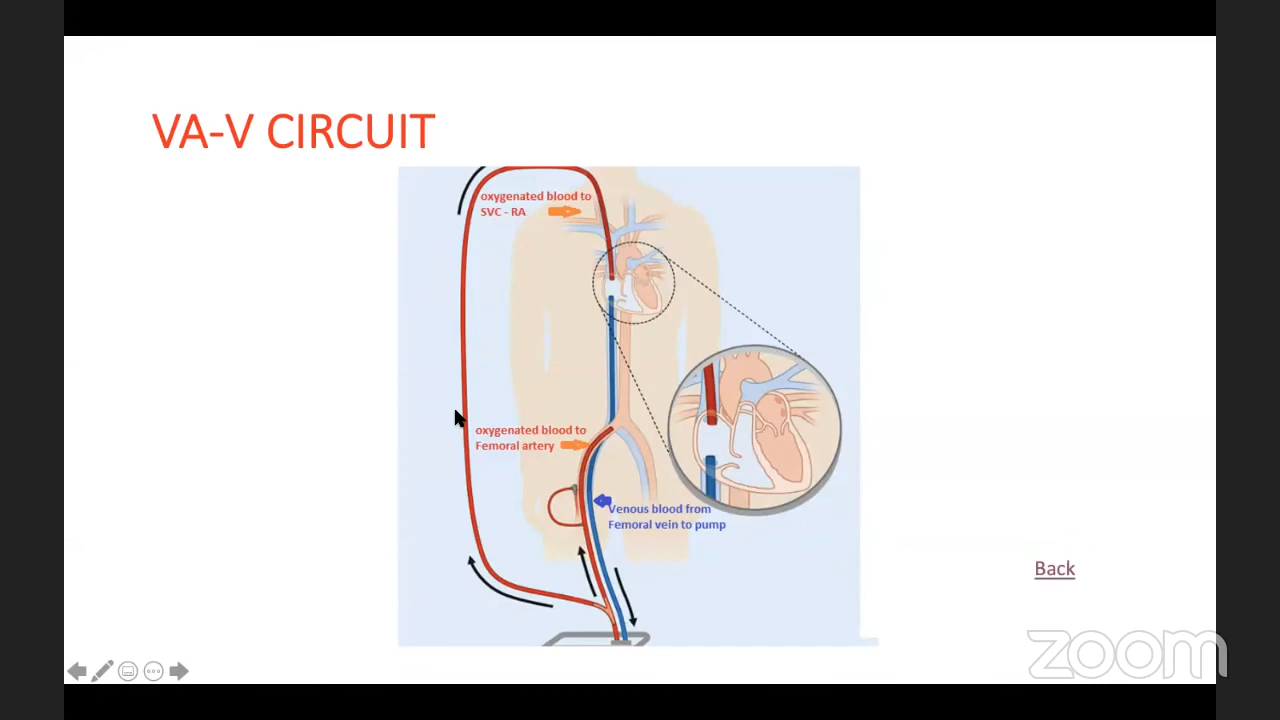 VA-V CIRCUIT
oxygenated blood to
SVC - RA
oxygenated blood to
Femoral artery
Venous blood from
Femoral vein to pump
Back
zoom